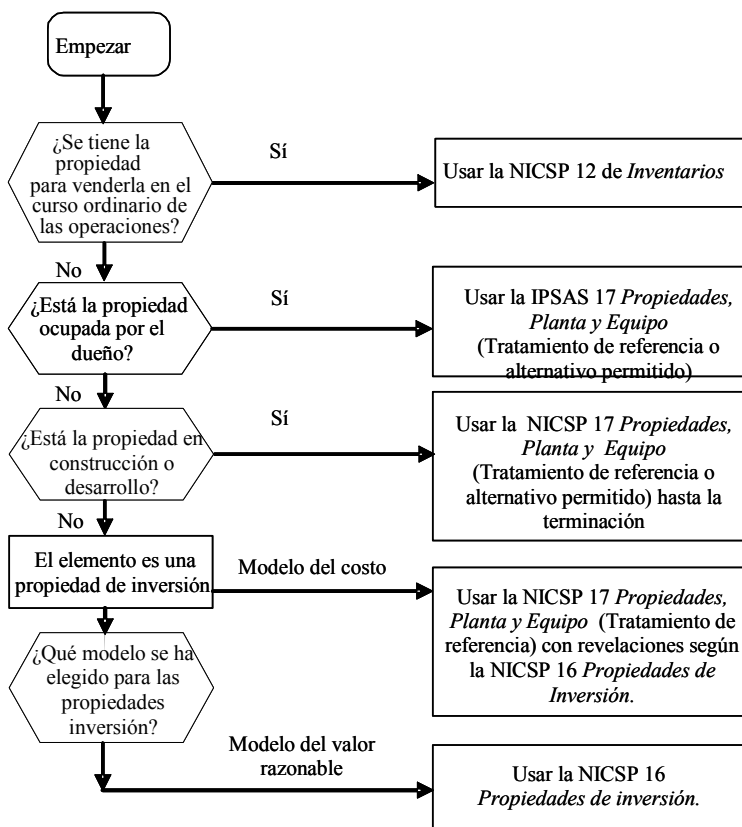 Empezar
¿Se tiene la
propiedad
para venderla en el
curso ordinario de
las operaciones?
Sí
Usar la NICSP 12 de Inventarios
No
¿Está la propiedad
ocupada por el
dueño?
Sí
Usar la IPSAS 17 Propiedades,
Planta y Equipo
(Tratamiento de referencia o
alternativo permitido)
No
¿Está la propiedad en
construcción o
desarrollo?
Sí
Usar la NICSP 17 Propiedades,
Planta y Equipo
(Tratamiento de referencia o
alternativo permitido) hasta la
terminación
No
El elemento es una
propiedad de inversión
Modelo del costo
Usar la NICSP 17 Propiedades,
Planta y Equipo (Tratamiento de
referencia) con revelaciones según
la NICSP 16 Propiedades de
Inversión.
¿Qué modelo se ha
elegido para las
propiedades
inversión?
Modelo del valor
razonable
Usar la NICSP 16
Propiedades de inversión.